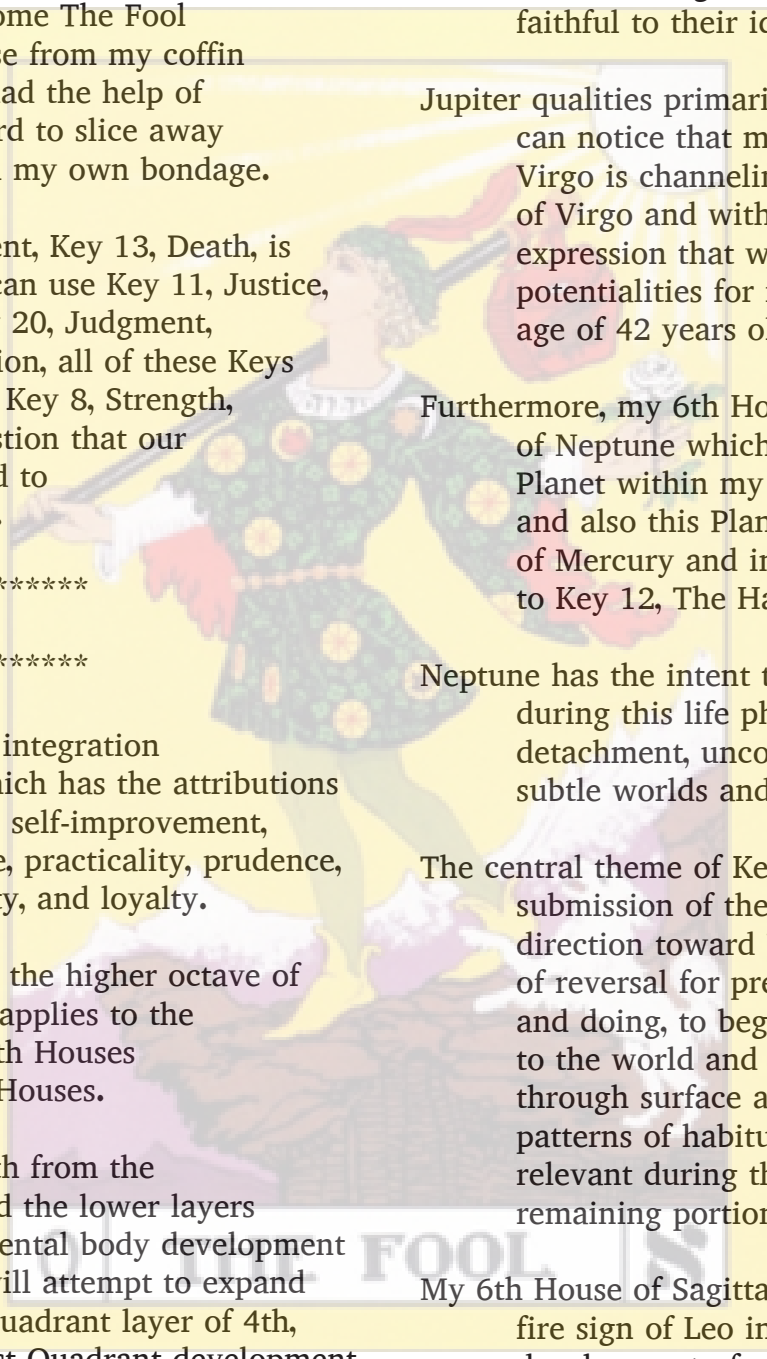 ome The Fool
se from my coffin
ad the help of
rd to slice away
my own bondage.
ent, Key 13, Death, is
can use Key 11, Justice,
20, Judgment,
ion, all of these Keys
Key 8, Strength,
stion that our
d to
******
******
integration
hich has the attributions
self-improvement,
e, practicality, prudence,
ty, and loyalty.
the higher octave of
applies to the
th Houses
Houses.
th from the
d the lower layers
ental body development
will attempt to expand
uadrant layer of 4th,
st Quadrant development
faithful to their id
Jupiter qualities primari
can notice that m
Virgo is channelin
of Virgo and with
expression that w
potentialities for
age of 42 years ol
Furthermore, my 6th Ho
of Neptune which
Planet within my
and also this Plan
of Mercury and in
to Key 12, The Ha
Neptune has the intent t
during this life ph
detachment, unco
subtle worlds and
The central theme of Ke
submission of the
direction toward
of reversal for pre
and doing, to beg
to the world and
through surface a
patterns of habitu
relevant during th
remaining portion
My 6th House of Sagitta
fire sign of Leo in
0 THE FOOL א